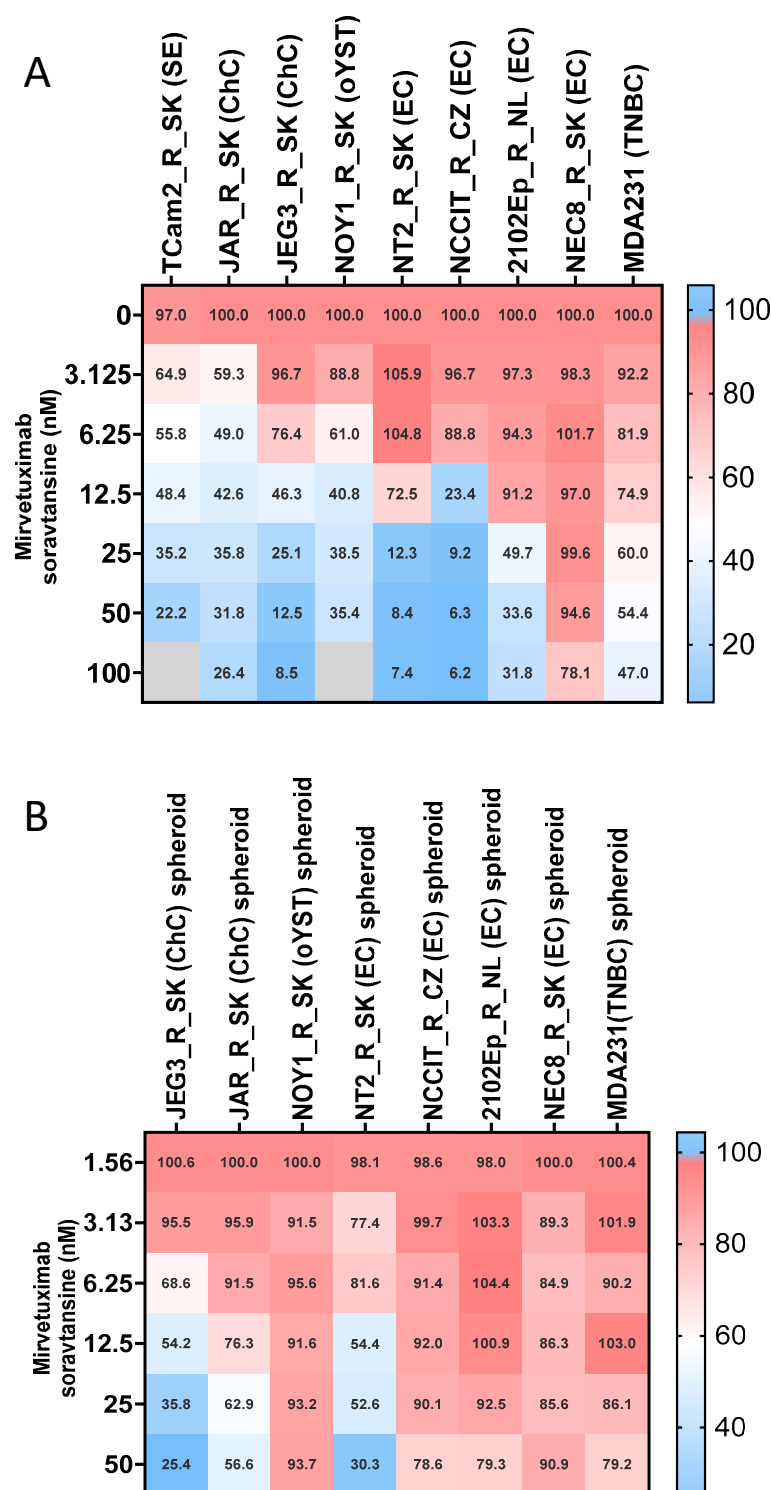 A
TCam2_R_SK (SE)
JAR_R_SK (ChC)
JEG3_R_SK (ChC)
NOY1_R_SK (oYST)
NT2_R_SK (EC)
NCCIT_R_CZ (EC)
2102Ep_R_NL (EC)
NEC8_R_SK (EC)
MDA231 (TNBC)
Mirvetuximab
soravtansine (nM)
0 97.0 100.0 100.0 100.0 100.0 100.0 100.0 100.0 100.0
3.125 64.9 59.3 96.7 88.8 105.9 96.7 97.3 98.3 92.2
6.25 55.8 49.0 76.4 61.0 104.8 88.8 94.3 101.7 81.9
12.5 48.4 42.6 46.3 40.8 72.5 23.4 91.2 97.0 74.9
25 35.2 35.8 25.1 38.5 12.3 9.2 49.7 99.6 60.0
50 22.2 31.8 12.5 35.4 8.4 6.3 33.6 94.6 54.4
100 26.4 8.5 7.4 6.2 31.8 78.1 47.0
100
80
60
40
20
B
JEG3_R_SK (ChC) spheroid
JAR_R_SK (ChC) spheroid
NOY1_R_SK (oYST) spheroid
NT2_R_SK (EC) spheroid
NCCIT_R_CZ (EC) spheroid
2102Ep_R_NL (EC) spheroid
NEC8_R_SK (EC) spheroid
MDA231(TNBC) spheroid
Mirvetuximab
soravtansine (nM)
1.56 100.6 100.0 100.0 98.1 98.6 98.0 100.0 100.4
3.13 95.5 95.9 91.5 77.4 99.7 103.3 89.3 101.9
6.25 68.6 91.5 95.6 81.6 91.4 104.4 84.9 90.2
12.5 54.2 76.3 91.6 54.4 92.0 100.9 86.3 103.0
25 35.8 62.9 93.2 52.6 90.1 92.5 85.6 86.1
50 25.4 56.6 93.7 30.3 78.6 79.3 90.9 79.2
100
80
60
40